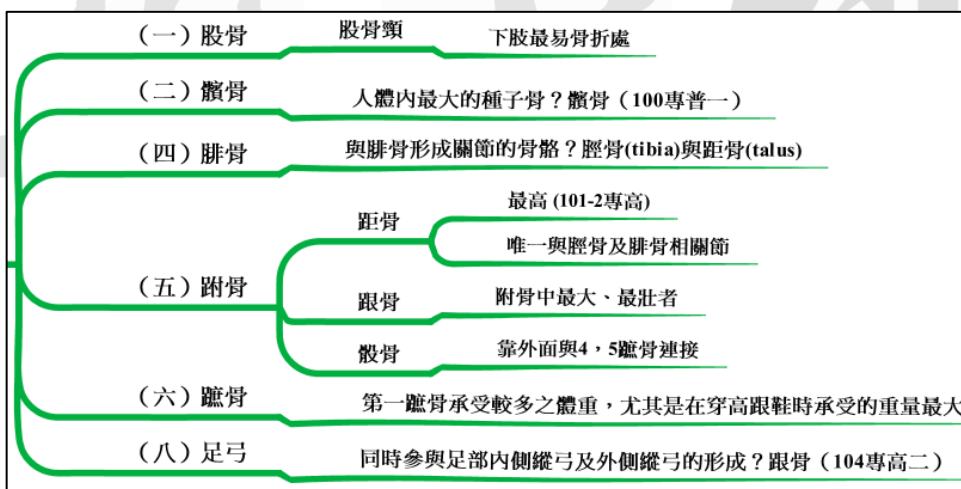 （一）股骨
股骨頸
下肢最易骨折處
（二）髕骨
人體內最大的種子骨？髕骨（100專普一）
（四）腓骨
與腓骨形成關節的骨骼？脛骨(tibia)與距骨(talus)
（五）跗骨
距骨
最高 (101-2專高)
唯一與脛骨及腓骨相關節
跟骨
附骨中最大、最壯者
骰骨
靠外面與4，5蹠骨連接
（六）蹠骨
第一蹠骨承受較多之體重，尤其是在穿高跟鞋時承受的重量最大
（八）足弓
同時參與足部內側縱弓及外側縱弓的形成？跟骨（104專高二）